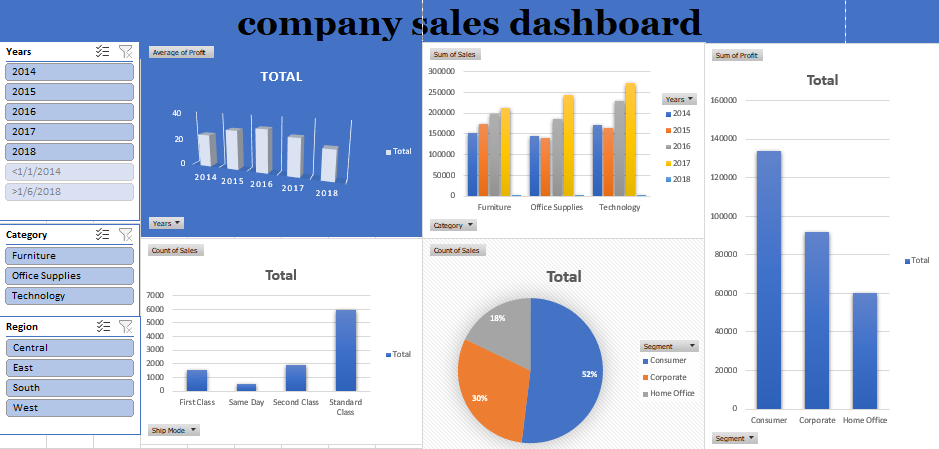 company sales dashboard
Years
2014
2015
2016
2017
2018
<1/1/2014
>1/6/2018
Category
Furniture
Office Supplies
Technology
Region
Central
East
South
West
Average of Profit
TOTAL
40
20
0
2014 2015 2016 2017 2018
Total
Years
Sum of Sales
300000
250000
200000
150000
100000
50000
0
Furniture Office Supplies Technology
Years
2014
2015
2016
2017
2018
Category
Count of Sales
Total
7000
6000
5000
4000
3000
2000
1000
0
First Class Same Day Second Class Standard
Class
Total
Ship Mode
Count of Sales
Total
18%
52%
30%
Segment
Consumer
Corporate
Home Office
Sum of Profit
Total
160000
140000
120000
100000
80000
60000
40000
20000
0
Consumer Corporate Home Office
Total
Segment